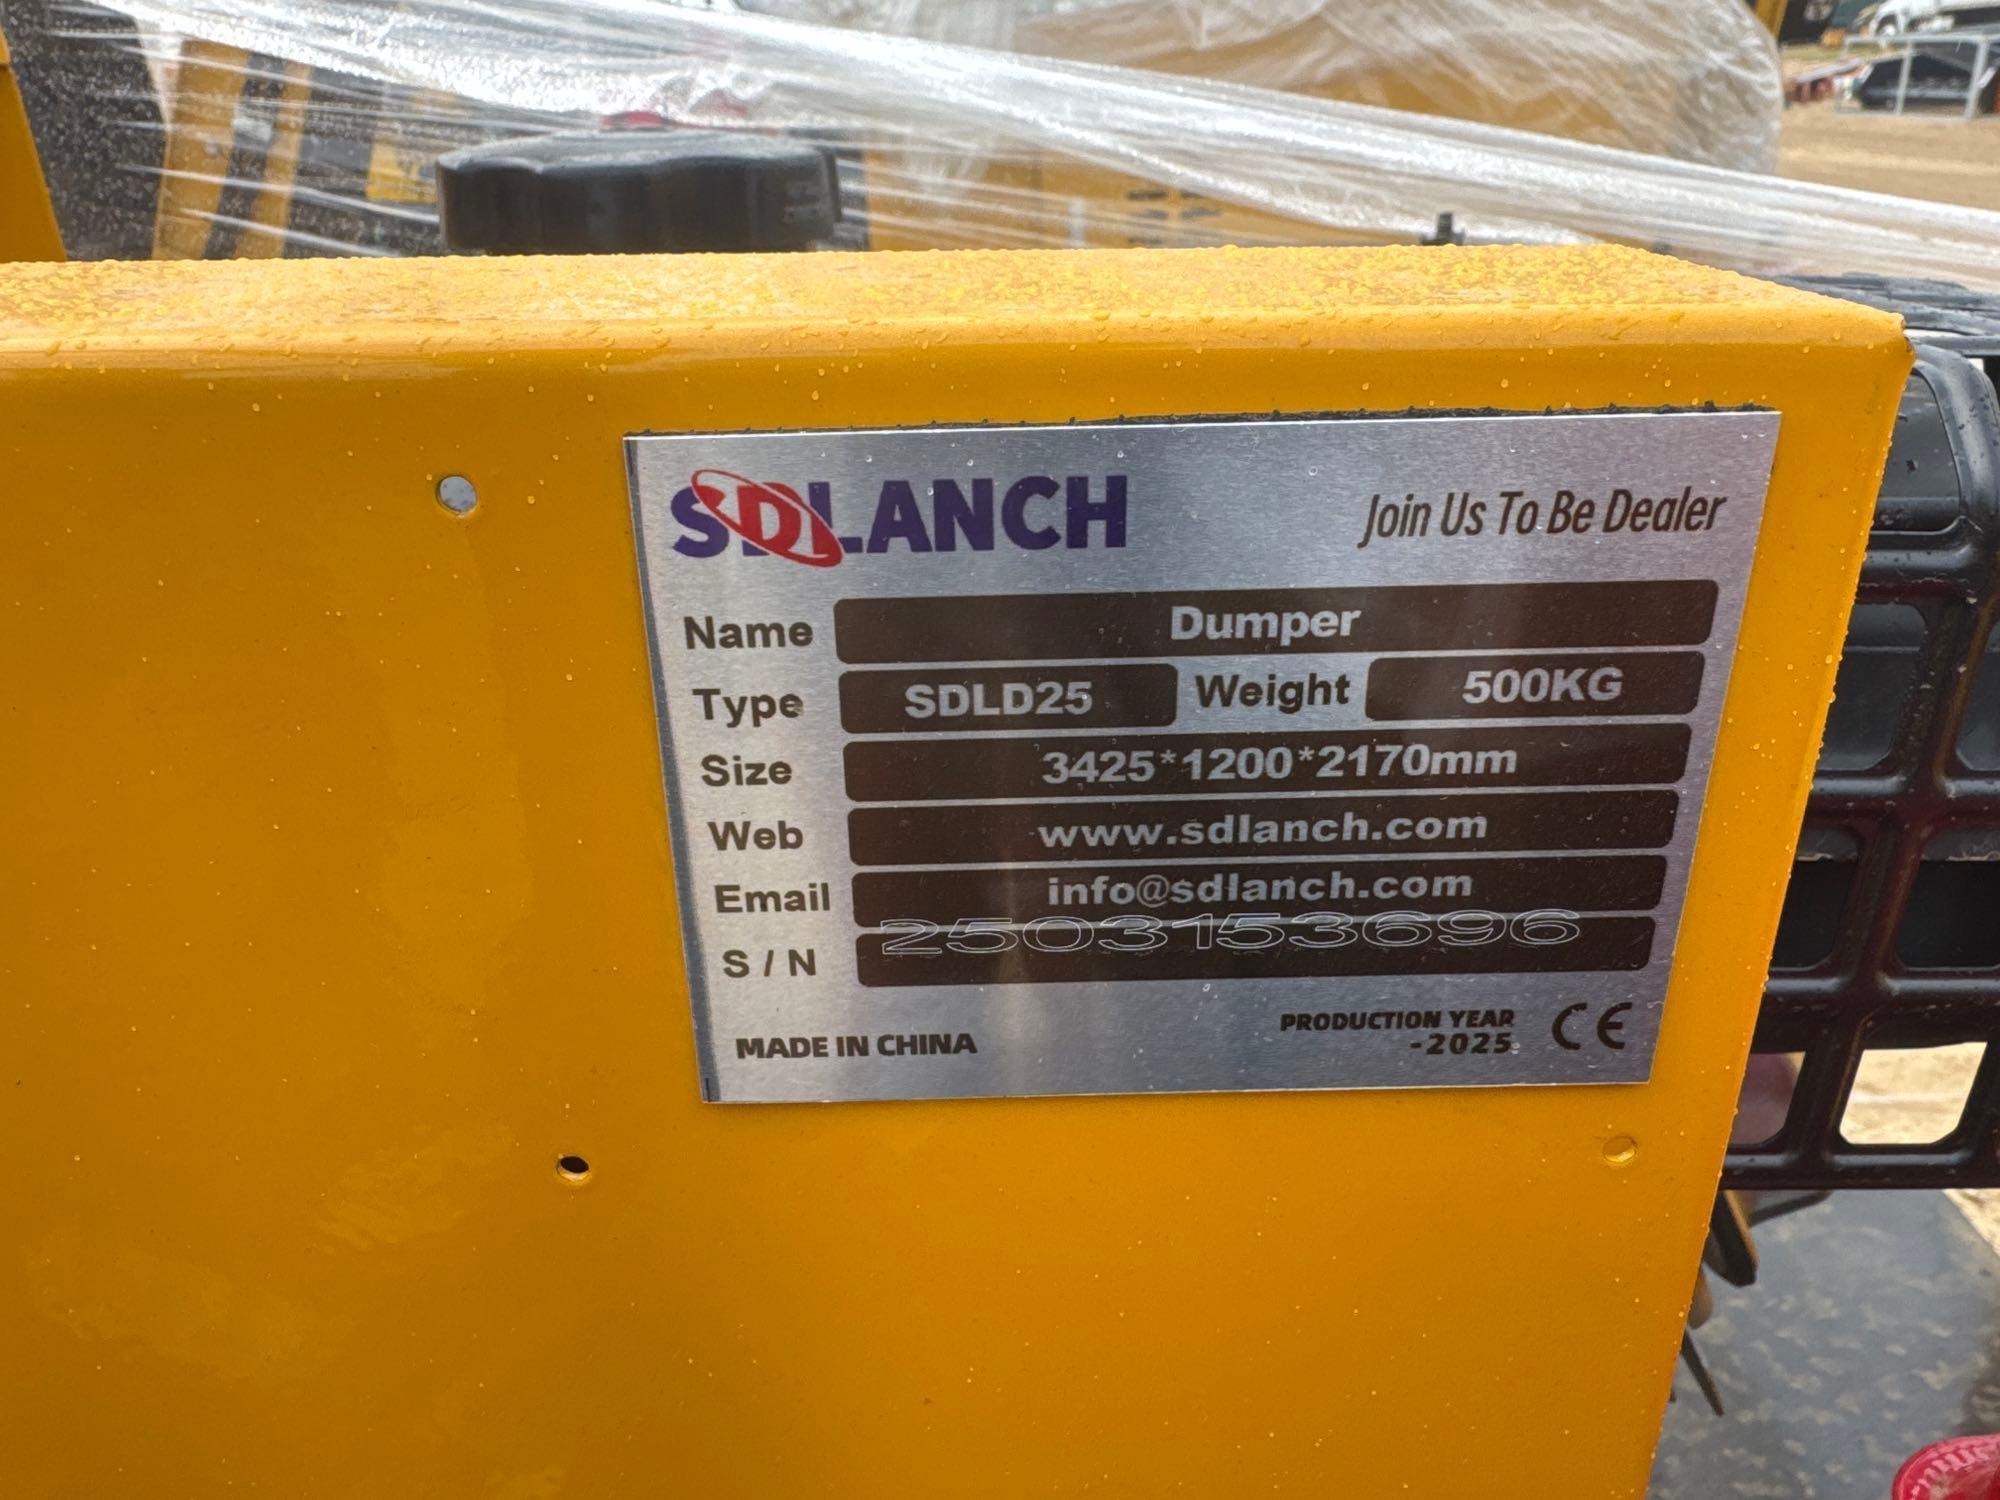 SDLANCH Join Us To Be Dealer
Name Dumper
Type SDLD25 Weight 500KG
Size 3425*1200*2170mm
Web www.sdlanch.com
Email info@sdlanch.com
S / N 2503153696
MADE IN CHINA PRODUCTION YEAR CE
-2025